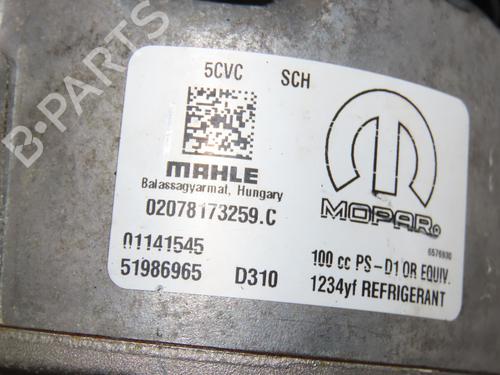 B-PARTS
5CVC SCH
MAHLE
Balassagyarmat, Hungary
02078173259.C
MOPAR®
6576930
01141545
100 cc PS-D1 OR EQUIV.
51986965 D310
1234yf REFRIGERANT